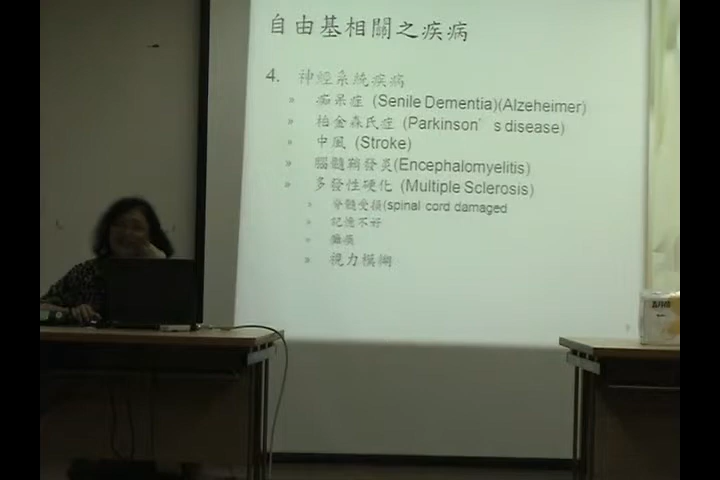 自由基相關之疾病
4. 神經系統疾病
» 痴呆症 (Senile Dementia)(Alzeheimer)
» 柏金森氏症 (Parkinson’s disease)
» 中風 (Stroke)
» 腦髓鞘發炎(Encephalomyelitis)
» 多發性硬化 (Multiple Sclerosis)
» 脊髓受損(spinal cord damaged
» 記憶不好
» 視力模糊